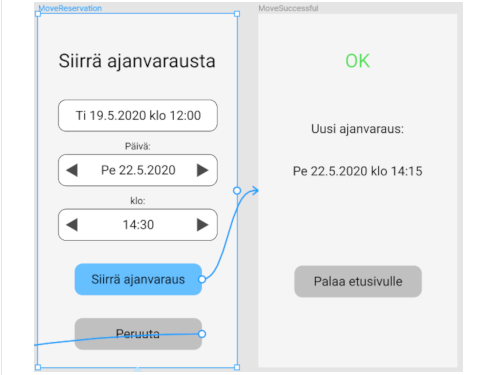 MoveReservation
Siirrä ajanvarausta
Ti 19.5.2020 klo 12:00
Päivä:
Pe 22.5.2020
klo:
14:30
Siirrä ajanvaraus
Peruuta
MoveSuccessful
OK
Uusi ajanvaraus:
Pe 22.5.2020 klo 14:15
Palaa etusivulle